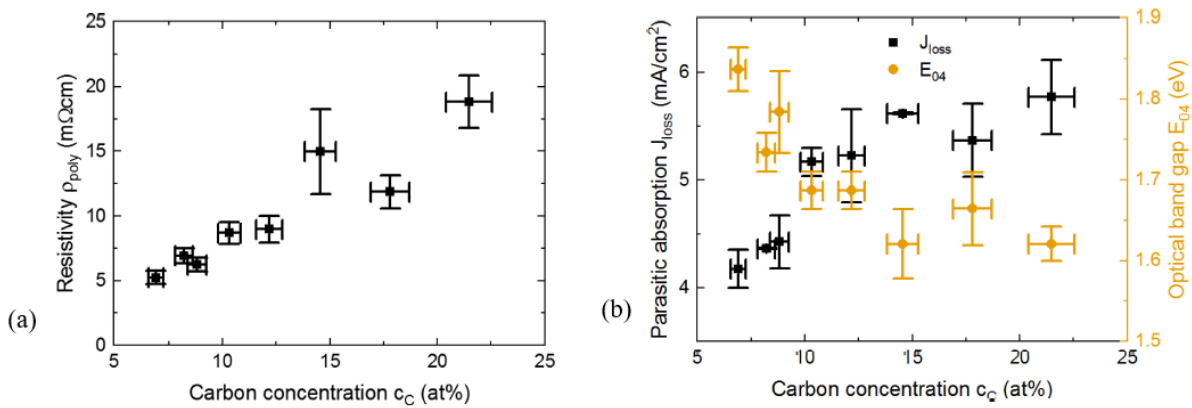 (a)
Resistivity ρpoly (mΩcm)
25
20
15
10
5
0
5 10 15 20 25
Carbon concentration cC (at%)
(b)
Parasitic absorption Jloss (mA/cm²)
6
5
4
Jloss
E04
1.9
1.8
1.7
1.6
1.5
Optical band gap E04 (eV)
5 10 15 20 25
Carbon concentration cC (at%)